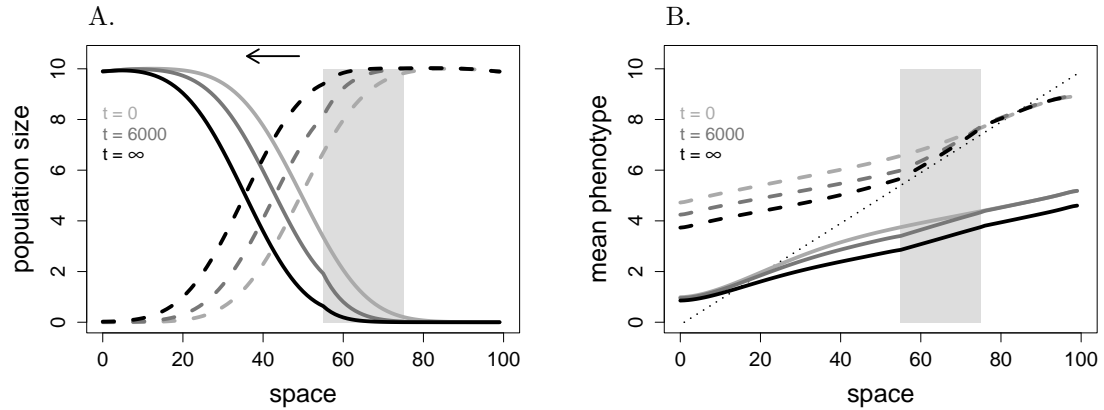 A.
population size
10
8
6
4
2
0
t = 0
t = 6000
t = ∞
0 20 40 60 80 100
space
B.
mean phenotype
10
8
6
4
2
0
t = 0
t = 6000
t = ∞
0 20 40 60 80 100
space